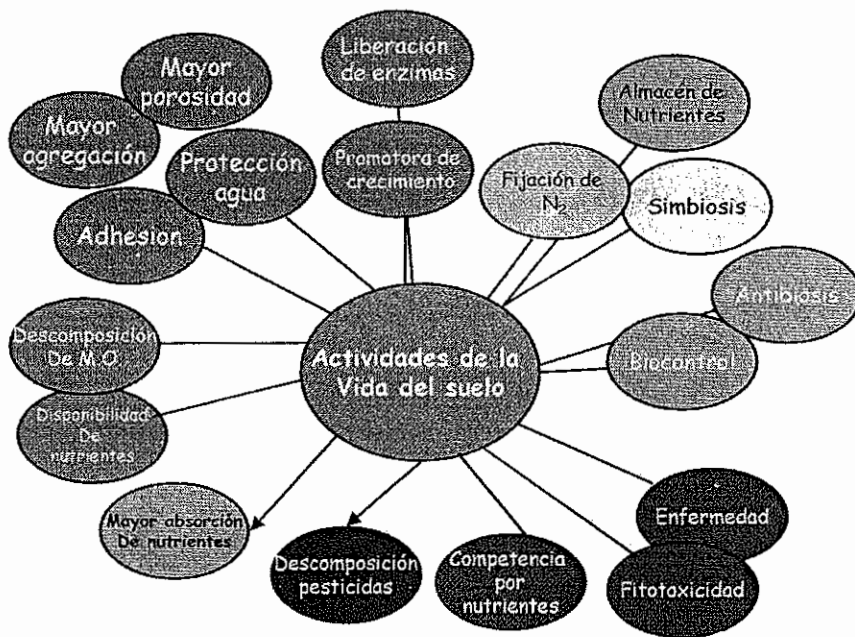 Liberación
de enzimas
Mayor
porosidad
Almacén de
Nutrientes
Mayor
agregación
Protección
agua
Promotora de
crecimiento
Fijación de
N₂
Simbiosis
Adhesion
Antibiosis
Descomposición
De M.O
Actividades de la
Vida del suelo
Biocontrol
Disponibilidad
De
nutrientes
Mayor absorción
De nutrientes
Enfermedad
Descomposición
pesticidas
Competencia
por
nutrientes
Fitotoxicidad